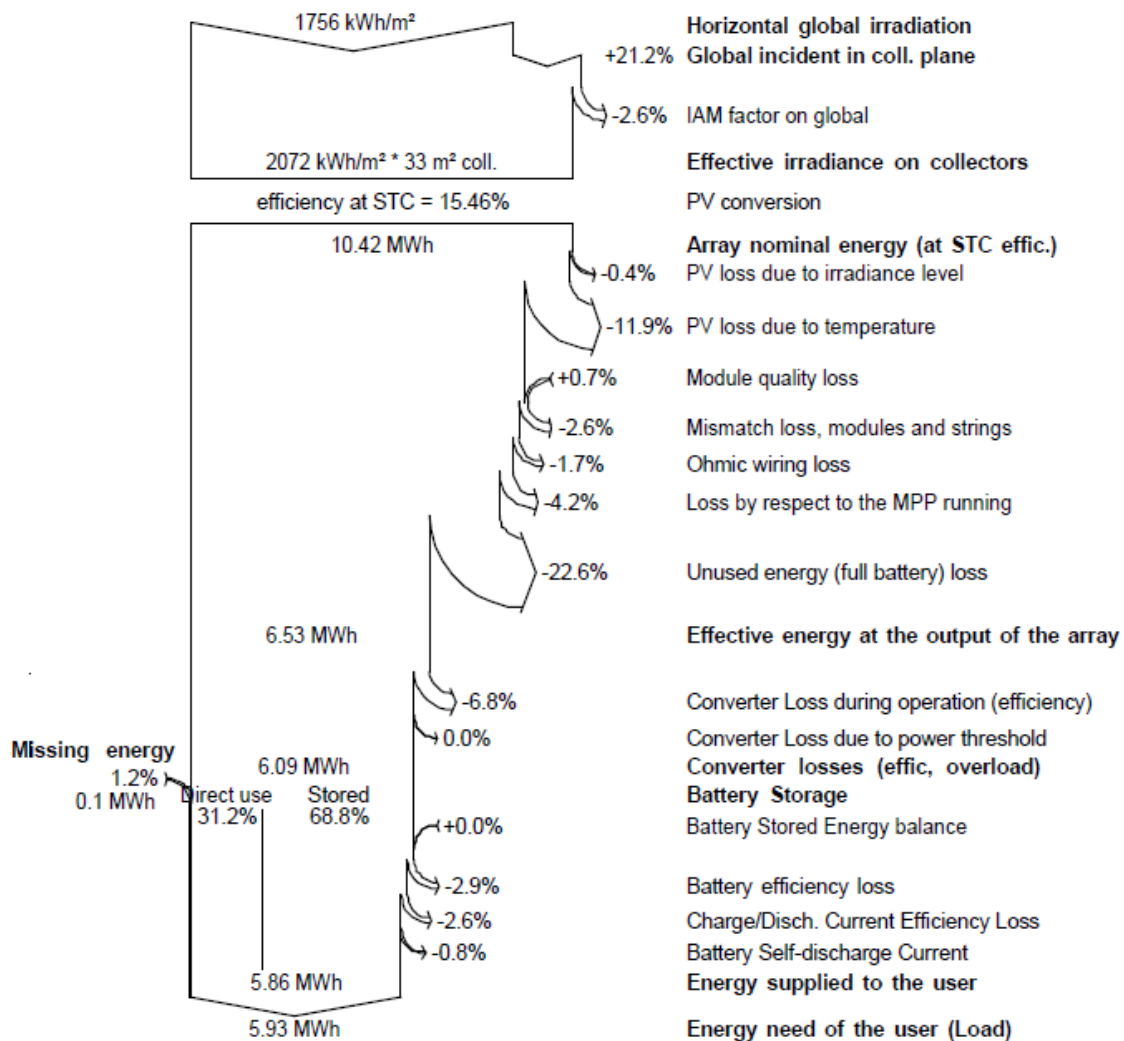 1756 kWh/m² Horizontal global irradiation
+21.2% Global incident in coll. plane
-2.6% IAM factor on global
2072 kWh/m² * 33 m² coll. Effective irradiance on collectors
efficiency at STC = 15.46% PV conversion
10.42 MWh Array nominal energy (at STC effic.)
-0.4% PV loss due to irradiance level
-11.9% PV loss due to temperature
+0.7% Module quality loss
-2.6% Mismatch loss, modules and strings
-1.7% Ohmic wiring loss
-4.2% Loss by respect to the MPP running
-22.6% Unused energy (full battery) loss
6.53 MWh Effective energy at the output of the array
-6.8% Converter Loss during operation (efficiency)
0.0% Converter Loss due to power threshold
Missing energy 6.09 MWh Converter losses (effic, overload)
1.2%
0.1 MWh Direct use Stored Battery Storage
31.2% 68.8%
+0.0% Battery Stored Energy balance
-2.9% Battery efficiency loss
-2.6% Charge/Disch. Current Efficiency Loss
-0.8% Battery Self-discharge Current
5.86 MWh Energy supplied to the user
5.93 MWh Energy need of the user (Load)